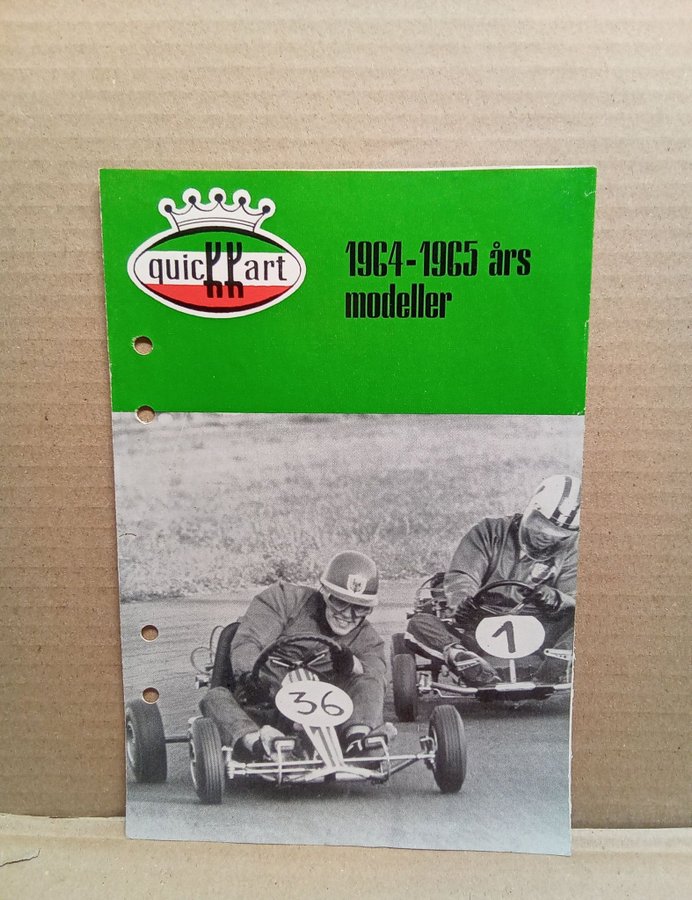 quickkart
1964-1965 års
modeller
36
1